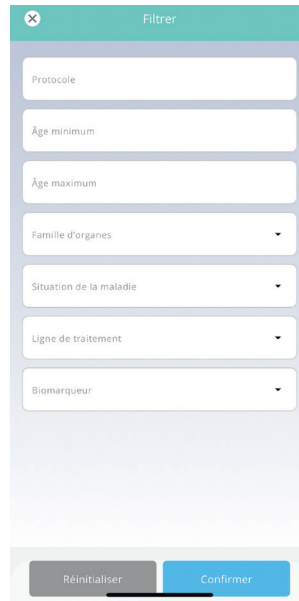 Filtrer
Protocole
Âge minimum
Âge maximum
Famille d'organes
Situation de la maladie
Ligne de traitement
Biomarqueur
Réinitialiser
Confirmer